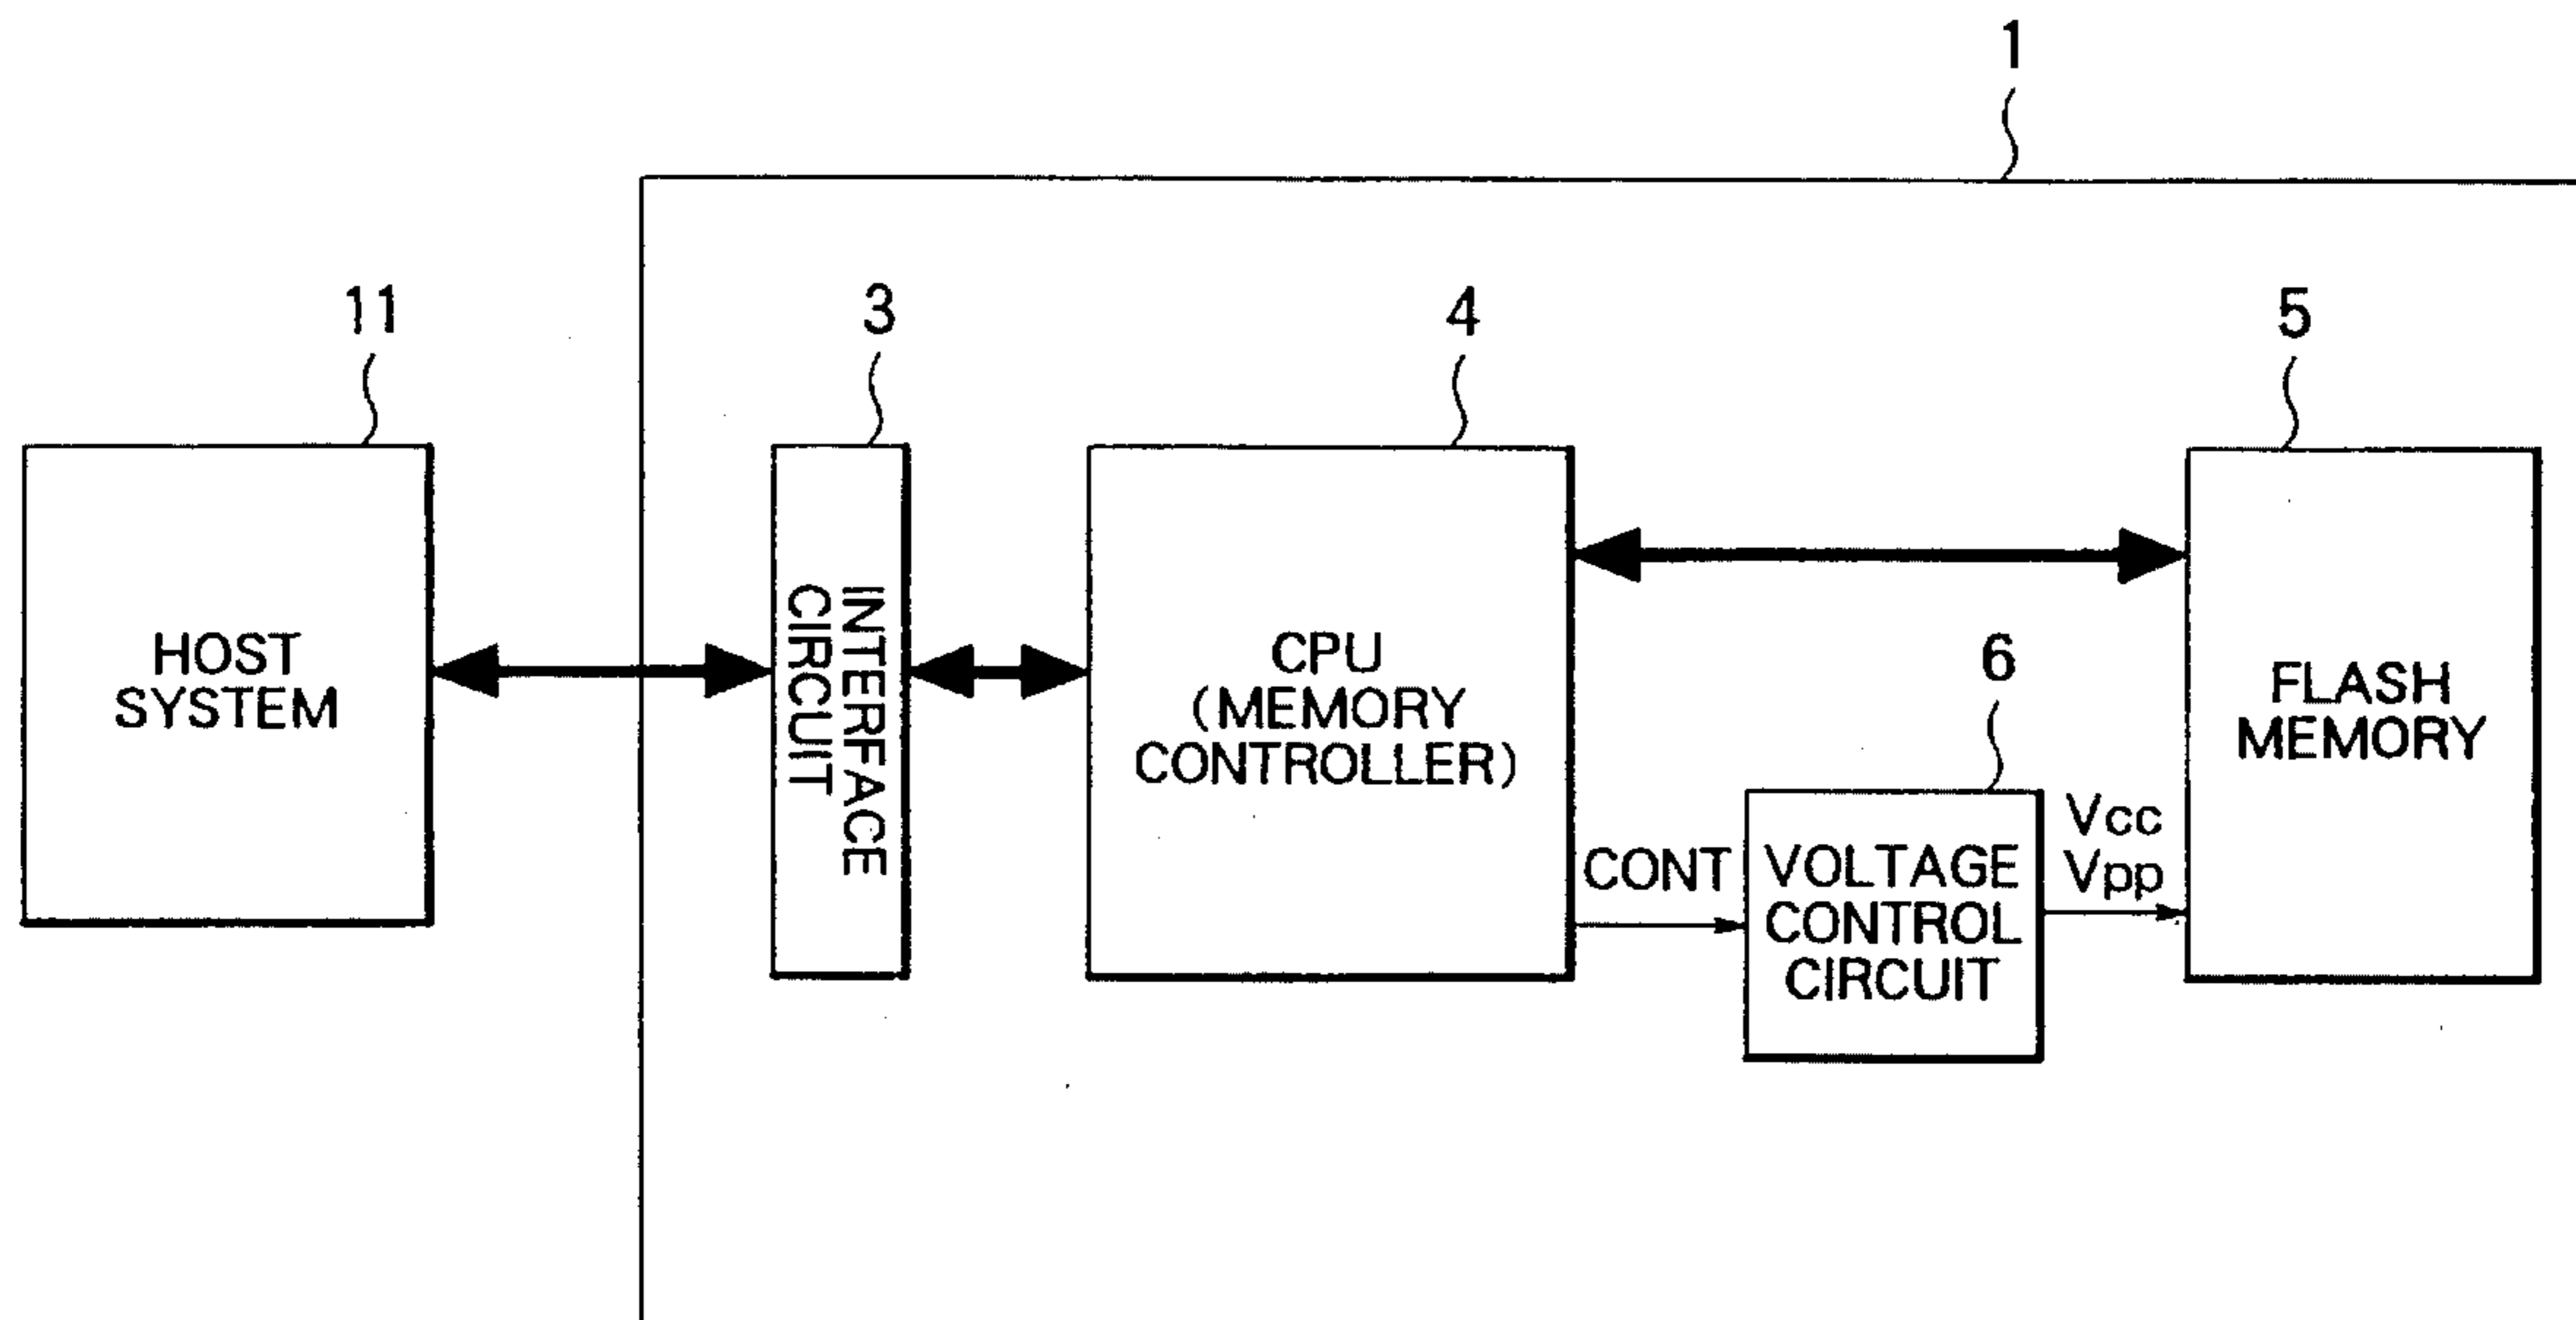 1
11
3
4
5
HOST
SYSTEM
INTERFACE
CIRCUIT
CPU
(MEMORY
CONTROLLER)
6
FLASH
MEMORY
CONT
VOLTAGE
CONTROL
CIRCUIT
Vcc
Vpp